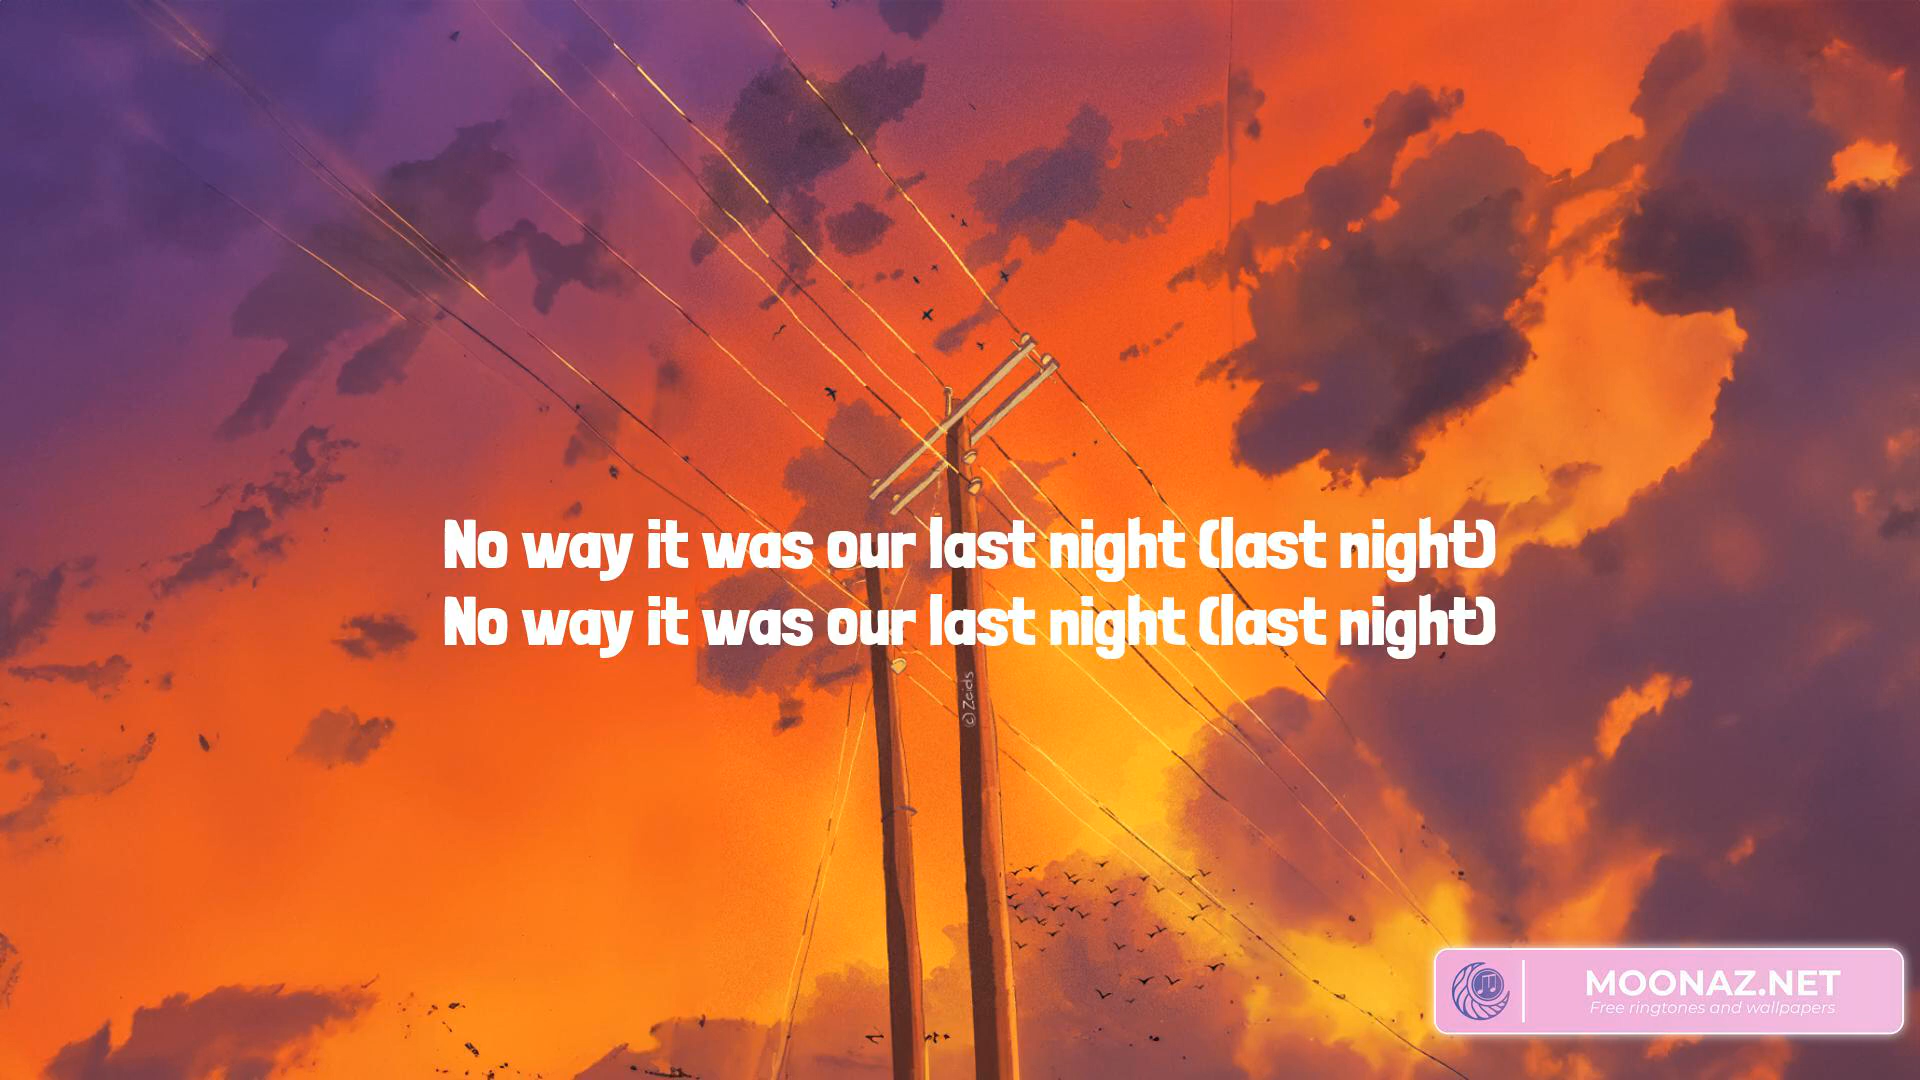 No way it was our last night (last night)
No way it was our last night (last night)
(c) Zeids
MOONAZ.NET
Free ringtones and wallpapers